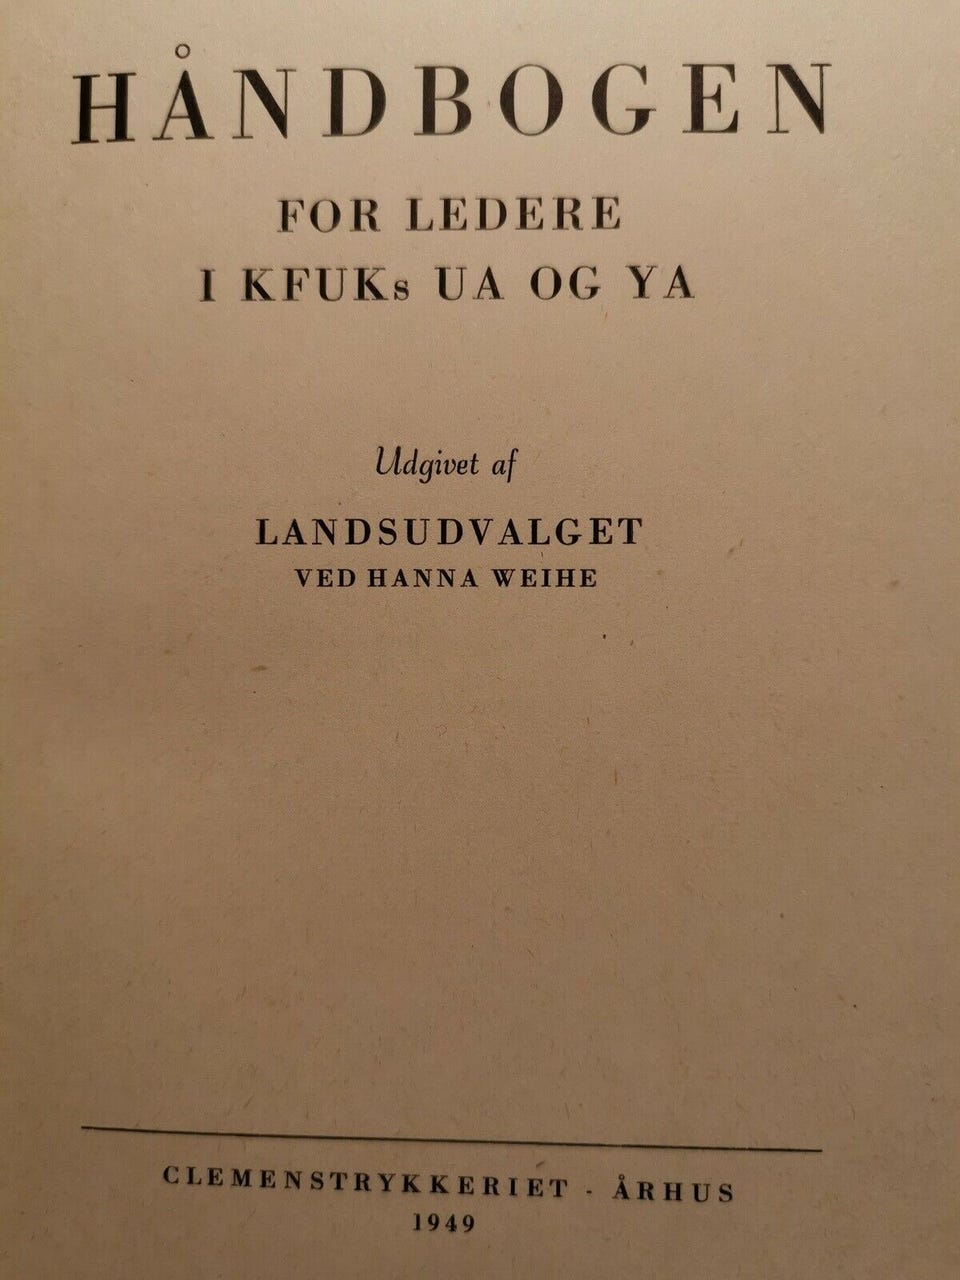 HÅNDBOGEN
FOR LEDERE
I KFUKs UA OG YA
Udgivet af
LANDSUDVALGET
VED HANNA WEIHE
CLEMENSTRYKKERIET - ÅRHUS
1949